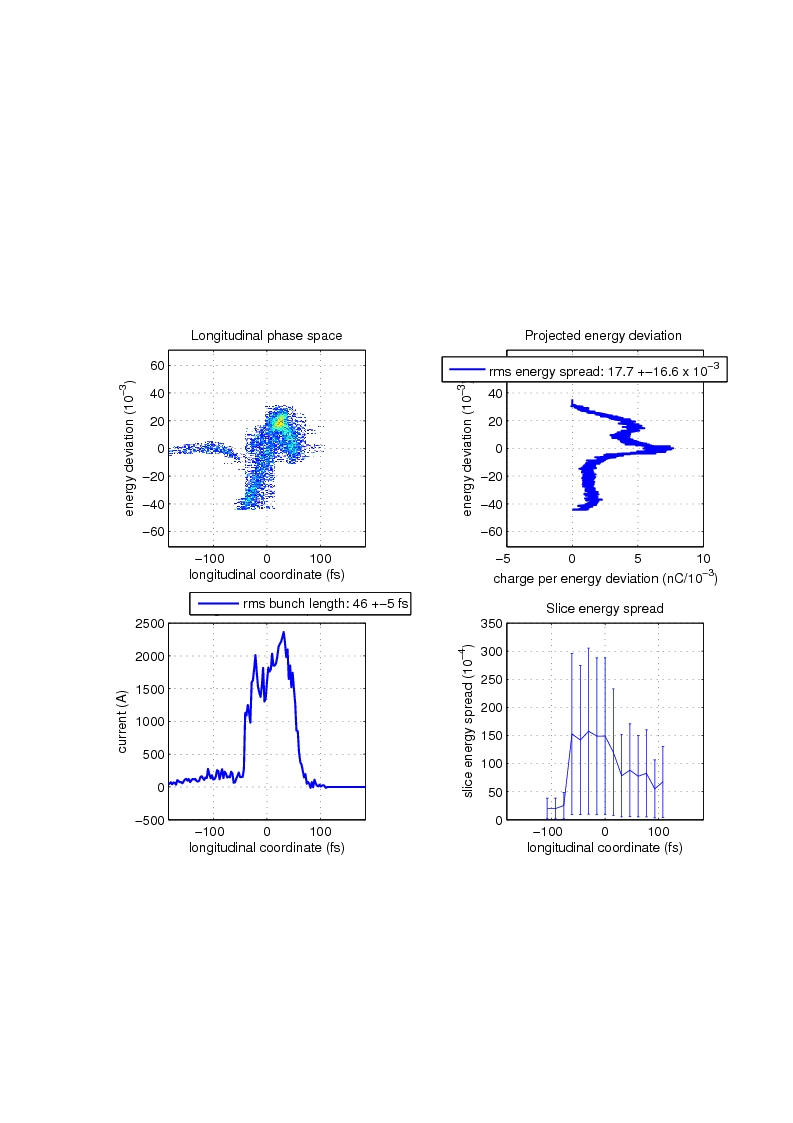 Longitudinal phase space
60
40
20
0
−20
−40
−60
−100 0 100
energy deviation (10⁻³)
longitudinal coordinate (fs)
Projected energy deviation
rms energy spread: 17.7 +−16.6 x 10⁻³
40
20
0
−20
−40
−60
−5 0 5 10
energy deviation (10⁻³
charge per energy deviation (nC/10⁻³)
rms bunch length: 46 +−5 fs
2500
2000
1500
1000
500
0
−500
−100 0 100
current (A)
longitudinal coordinate (fs)
Slice energy spread
350
300
250
200
150
100
50
0
−100 0 100
slice energy spread (10⁻⁴)
longitudinal coordinate (fs)